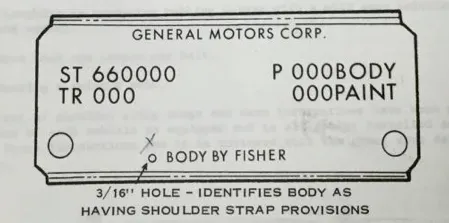 GENERAL MOTORS CORP.
ST 660000 P 000BODY
TR 000 000PAINT
BODY BY FISHER
3/16" HOLE - IDENTIFIES BODY AS
HAVING SHOULDER STRAP PROVISIONS